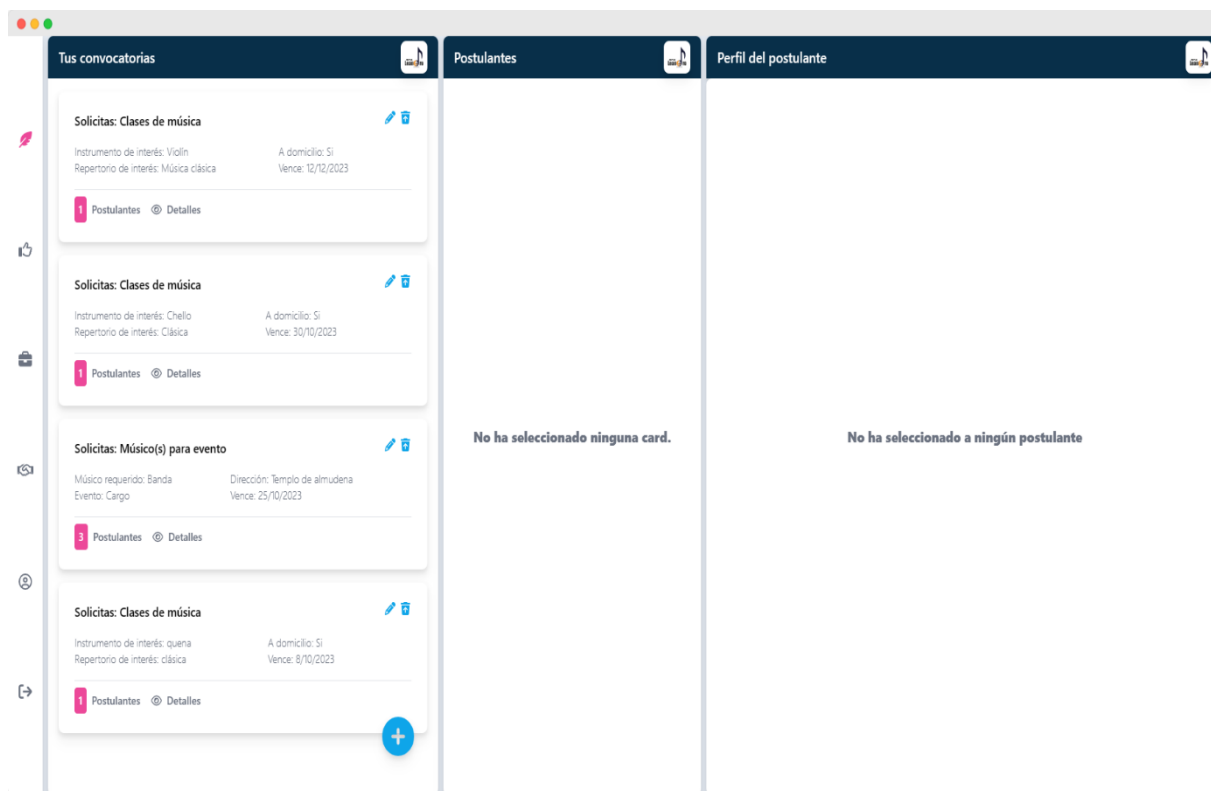 Tus convocatorias
Solicitas: Clases de música
Instrumento de interés: Violín
A domicilio: Si
Repertorio de interés: Música clásica
Vence: 12/12/2023
1 Postulantes Detalles
Solicitas: Clases de música
Instrumento de interés: Chello
A domicilio: Si
Repertorio de interés: Clásica
Vence: 30/10/2023
1 Postulantes Detalles
Solicitas: Músico(s) para evento
Músico requerido: Banda
Dirección: Templo de almudena
Evento: Cargo
Vence: 25/10/2023
3 Postulantes Detalles
Solicitas: Clases de música
Instrumento de interés: quena
A domicilio: Si
Repertorio de interés: clásica
Vence: 8/10/2023
1 Postulantes Detalles
Postulantes
No ha seleccionado ninguna card.
Perfil del postulante
No ha seleccionado a ningún postulante